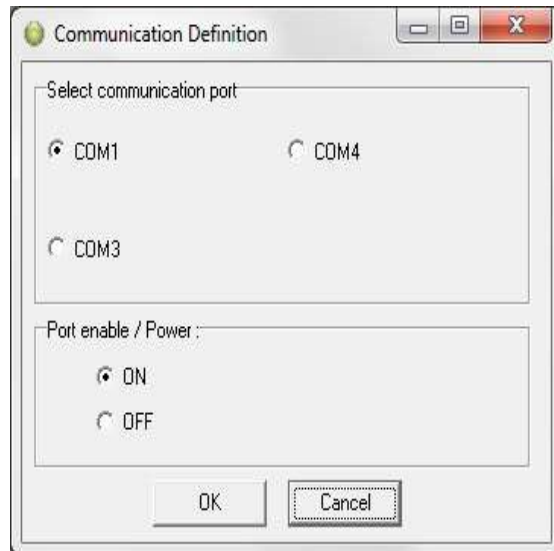 Communication Definition
Select communication port
COM1 COM4
COM3
Port enable / Power :
ON
OFF
OK Cancel